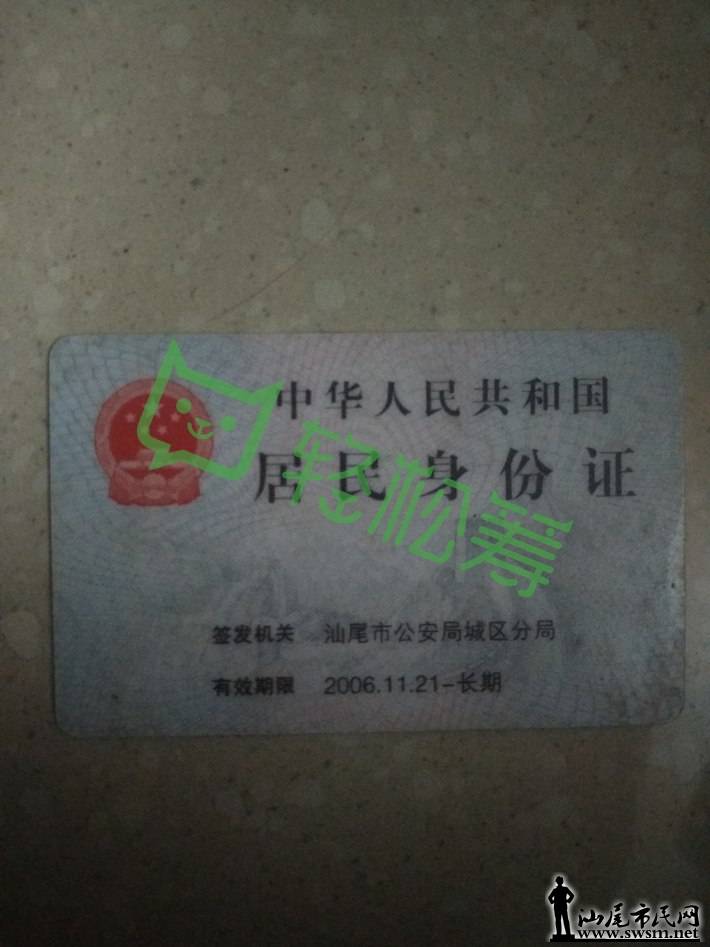 中华人民共和国
居民身份证
轻松筹
签发机关 汕尾市公安局城区分局
有效期限 2006.11.21-长期
汕尾市民网
www.swsm.net